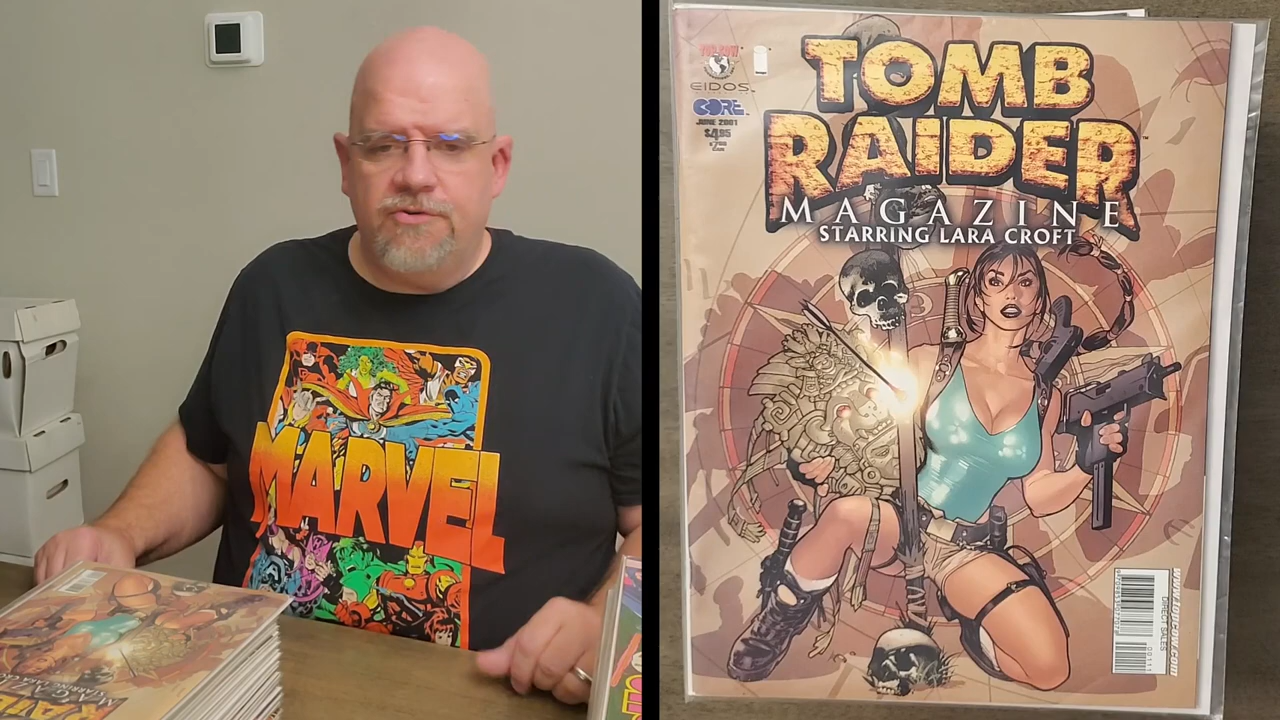 MARVEL
RAIDER
TOP COW
EIDOS
CORE
JUNE 2001
$4.95
TOMB
RAIDER
MAGAZINE
STARRING LARA CROFT
www.topcow.com
DIRECT SALES